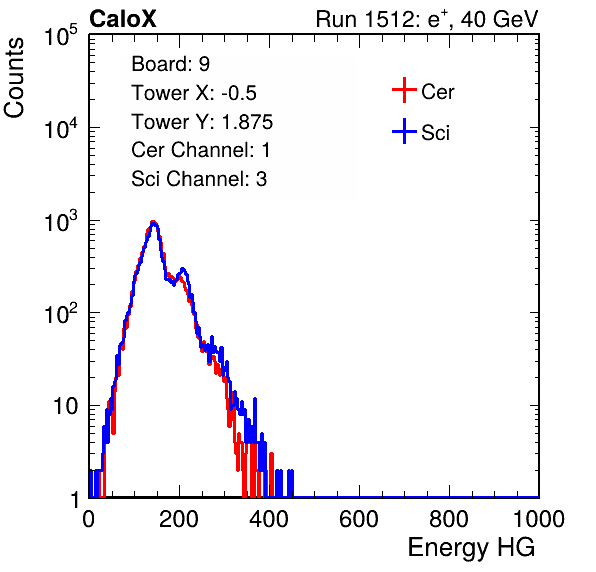 CaloX Run 1512: e⁺, 40 GeV
Counts
10⁵
10⁴
10³
10²
10
1
Board: 9
Tower X: -0.5
Tower Y: 1.875
Cer Channel: 1
Sci Channel: 3
Cer
Sci
0 200 400 600 800 1000
Energy HG